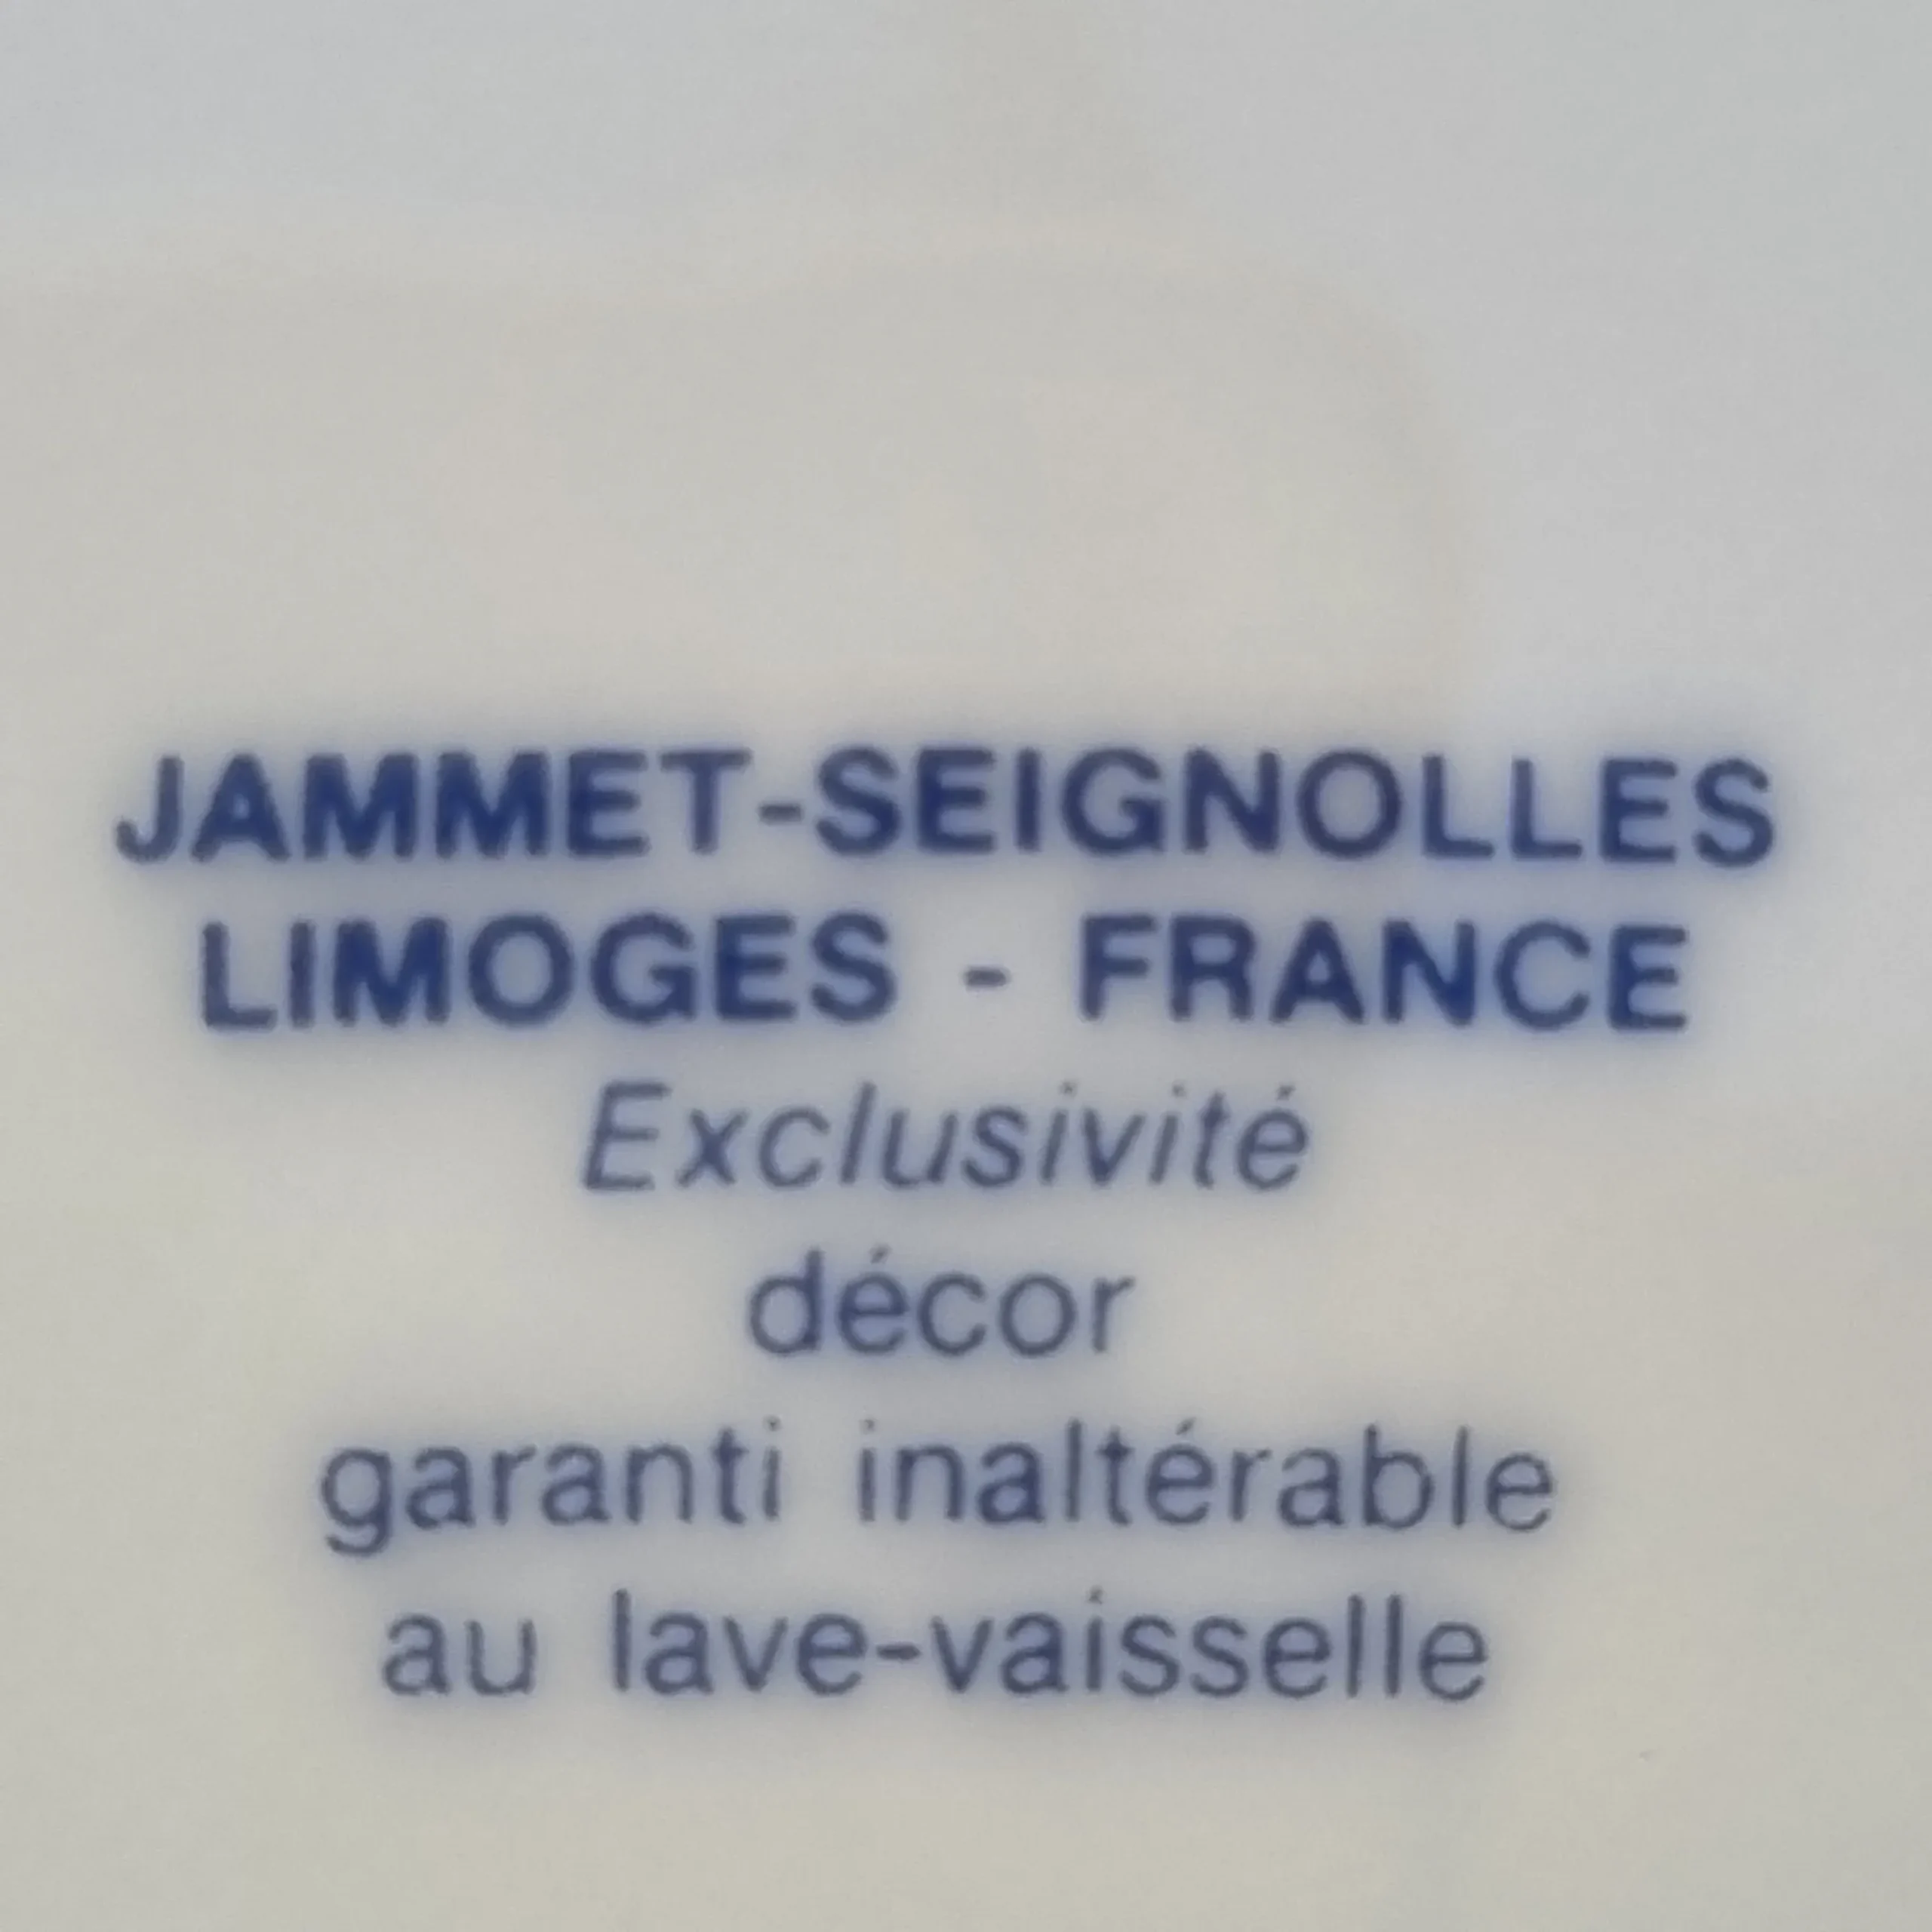 JAMMET-SEIGNOLLES
LIMOGES - FRANCE
Exclusivité
décor
garanti inaltérable
au lave-vaisselle